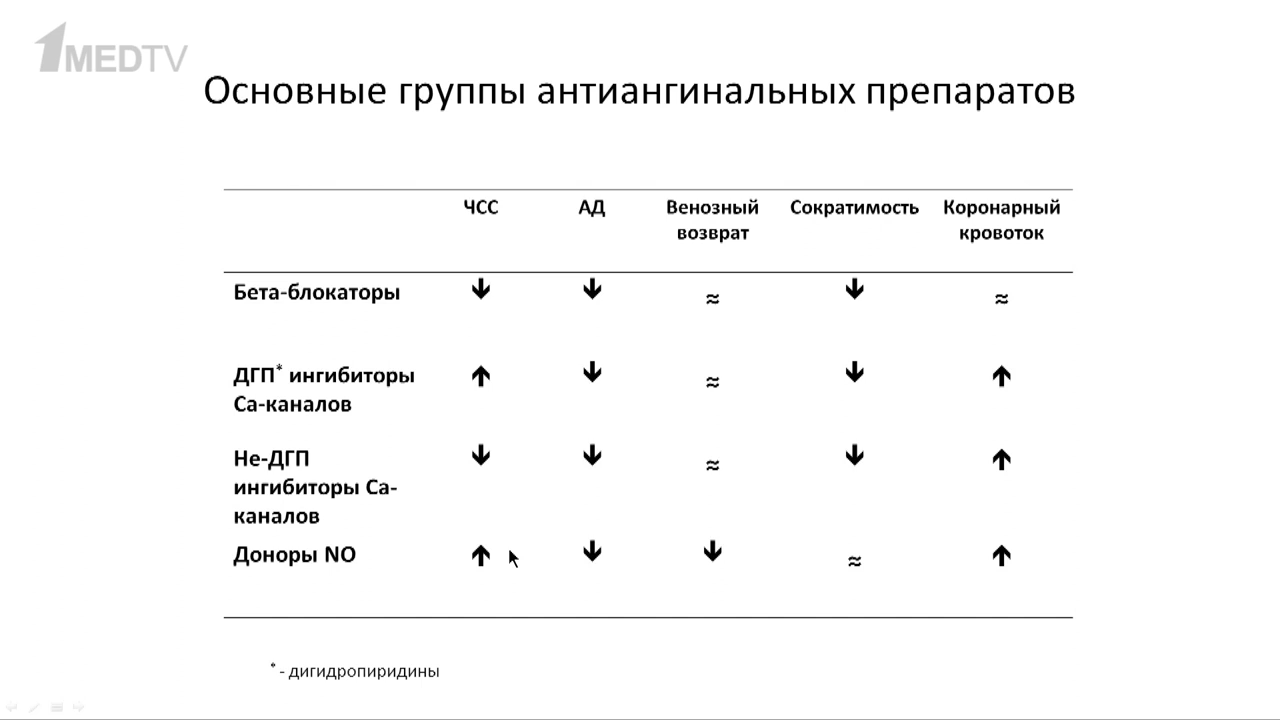 1MEDTV
Основные группы антиангинальных препаратов
ЧСС АД Венозный возврат Сократимость Коронарный кровоток
Бета-блокаторы ↓ ↓ ≈ ↓ ≈
ДГП* ингибиторы Са-каналов ↑ ↓ ≈ ↓ ↑
Не-ДГП ингибиторы Са-каналов ↓ ↓ ≈ ↓ ↑
Доноры NO ↑ ↓ ↓ ≈ ↑
* - дигидропиридины